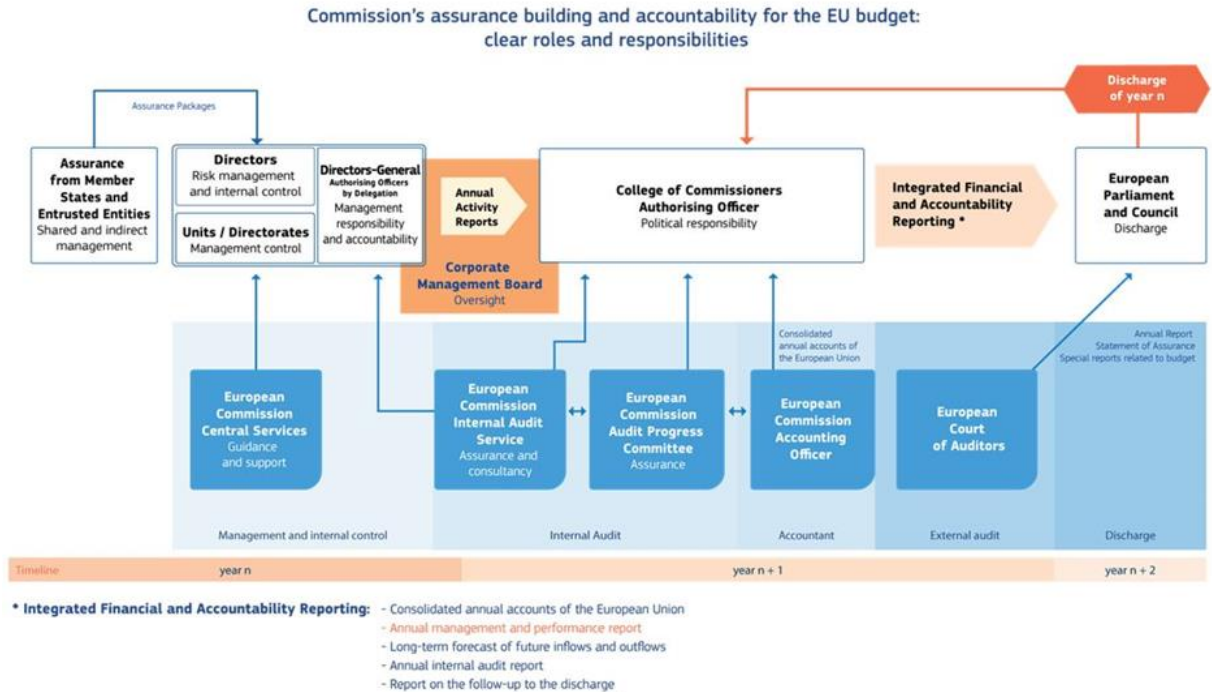 Commission's assurance building and accountability for the EU budget:
clear roles and responsibilities
Discharge
of year n
Assurance Packages
Assurance
from Member
States and
Entrusted Entities
Shared and indirect
management
Directors
Risk management
and internal control
Units / Directorates
Management control
Directors-General
Authorising Officers
by Delegation
Management
responsibility
and accountability
Annual
Activity
Reports
Corporate
Management Board
Oversight
College of Commissioners
Authorising Officer
Political responsibility
Integrated Financial
and Accountability
Reporting *
European
Parliament
and Council
Discharge
Consolidated
annual accounts of
the European Union
Annual Report
Statement of Assurance
Special reports related to budget
European
Commission
Central Services
Guidance
and support
European
Commission
Internal Audit
Service
Assurance and
consultancy
European
Commission
Audit Progress
Committee
Assurance
European
Commission
Accounting
Officer
European
Court
of Auditors
Management and internal control
Internal Audit
Accountant
External audit
Discharge
Timeline
year n
year n + 1
year n + 2
* Integrated Financial and Accountability Reporting:
- Consolidated annual accounts of the European Union
- Annual management and performance report
- Long-term forecast of future inflows and outflows
- Annual internal audit report
- Report on the follow-up to the discharge